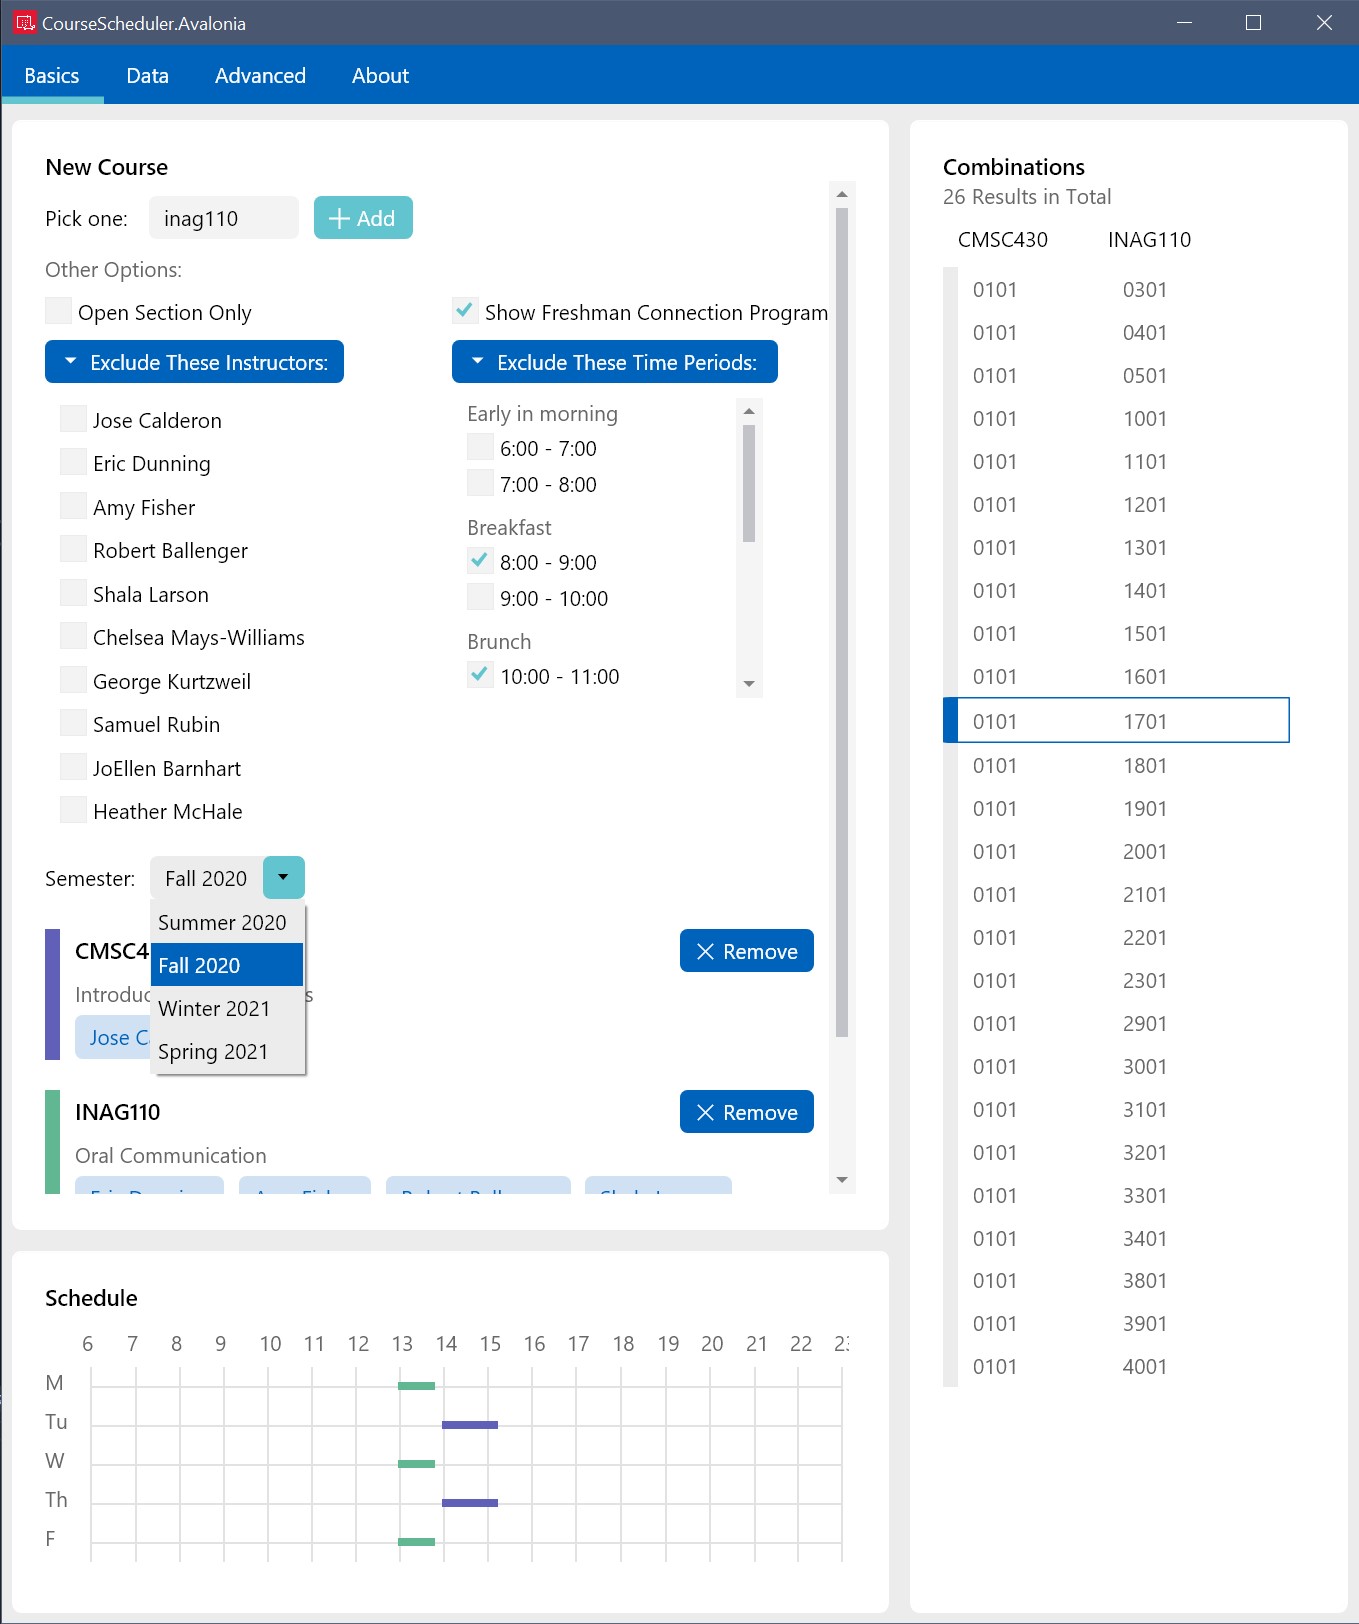 CourseScheduler.Avalonia
Basics Data Advanced About
New Course
Pick one: inag110 Add
Other Options:
Open Section Only
Show Freshman Connection Program
Exclude These Instructors:
Jose Calderon
Eric Dunning
Amy Fisher
Robert Ballenger
Shala Larson
Chelsea Mays-Williams
George Kurtzweil
Samuel Rubin
JoEllen Barnhart
Heather McHale
Exclude These Time Periods:
Early in morning
6:00 - 7:00
7:00 - 8:00
Breakfast
8:00 - 9:00
9:00 - 10:00
Brunch
10:00 - 11:00
Semester: Fall 2020
Summer 2020
Fall 2020
Winter 2021
Spring 2021
CMSC4
Remove
Jose
INAG110
Remove
Oral Communication
Schedule
6 7 8 9 10 11 12 13 14 15 16 17 18 19 20 21 22
M
Tu
W
Th
F
Combinations
26 Results in Total
CMSC430 INAG110
0101 0301
0101 0401
0101 0501
0101 1001
0101 1101
0101 1201
0101 1301
0101 1401
0101 1501
0101 1601
0101 1701
0101 1801
0101 1901
0101 2001
0101 2101
0101 2201
0101 2301
0101 2901
0101 3001
0101 3101
0101 3201
0101 3301
0101 3401
0101 3801
0101 3901
0101 4001